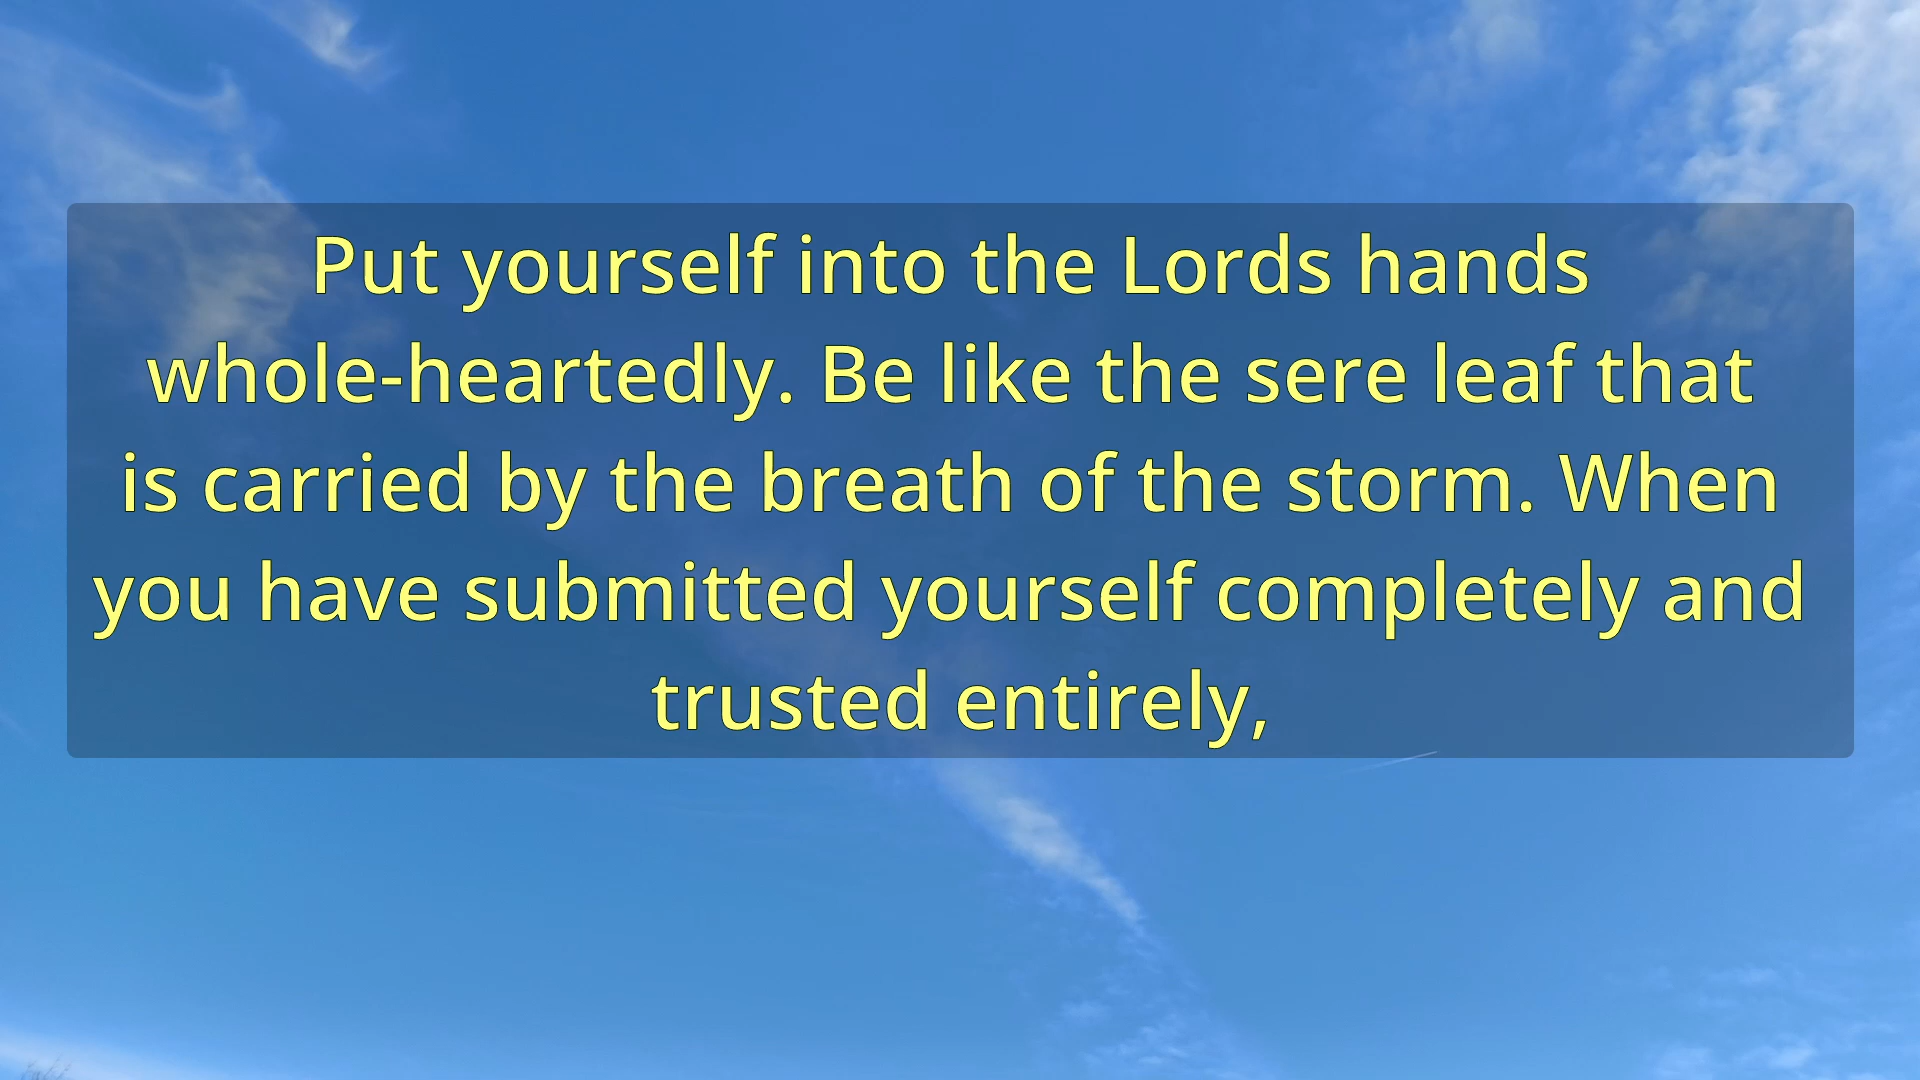 Put yourself into the Lords hands
whole-heartedly. Be like the sere leaf that
is carried by the breath of the storm. When
you have submitted yourself completely and
trusted entirely,